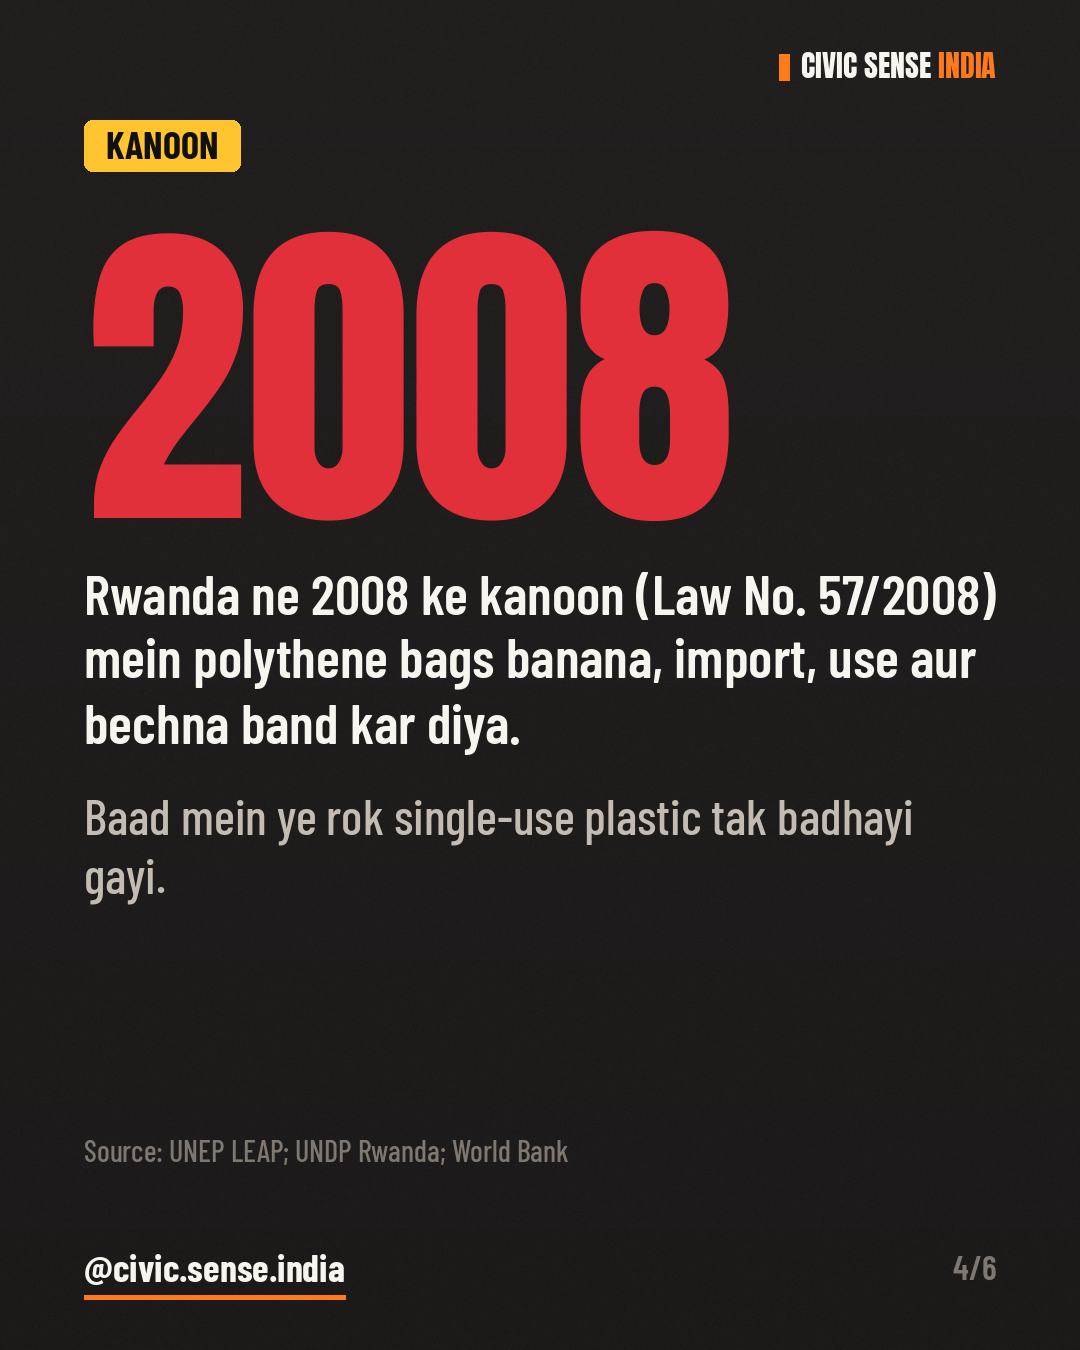 CIVIC SENSE INDIA
KANOON
2008
Rwanda ne 2008 ke kanoon (Law No. 57/2008)
mein polythene bags banana, import, use aur
bechna band kar diya.
Baad mein ye rok single-use plastic tak badhayi
gayi.
Source: UNEP LEAP; UNDP Rwanda; World Bank
@civic.sense.india
4/6